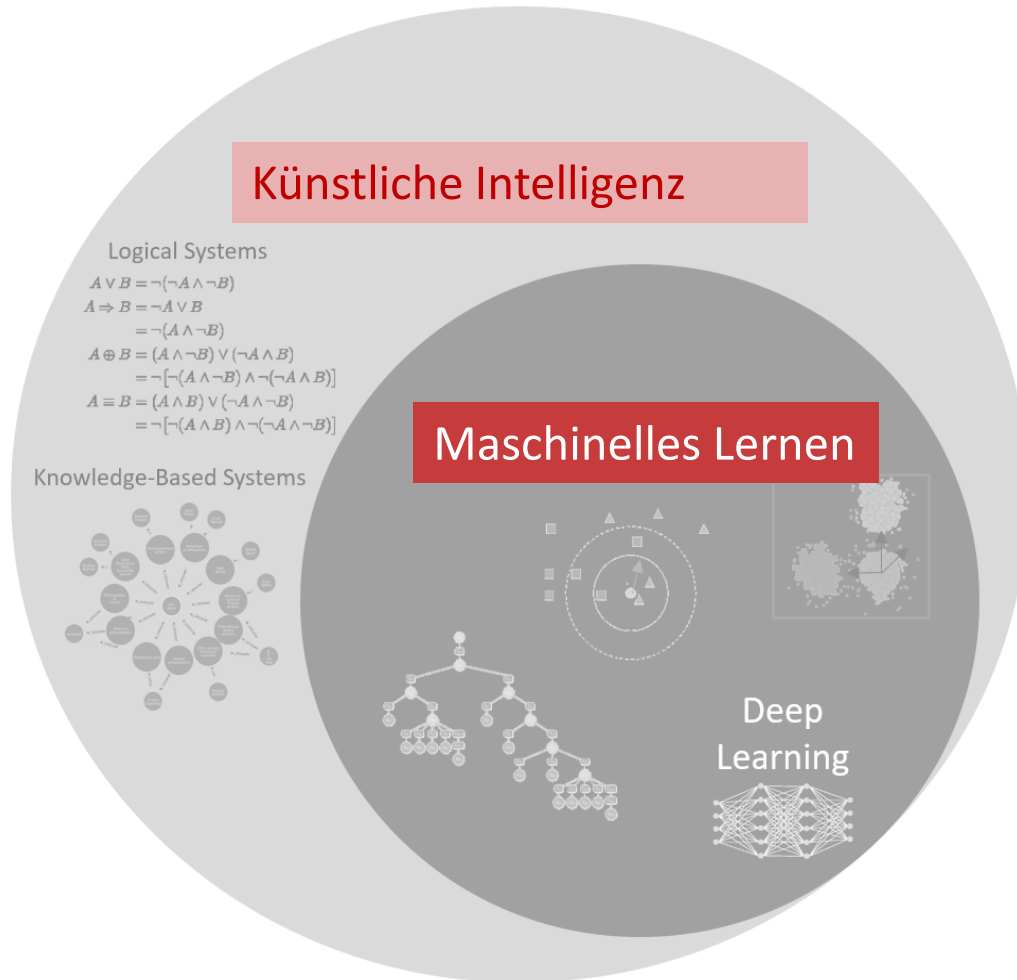 Künstliche Intelligenz
Logical Systems
A ∨ B = ¬(¬A ∧ ¬B)
A ⇒ B = ¬A ∨ B
= ¬(A ∧ ¬B)
A ⊕ B = (A ∧ ¬B) ∨ (¬A ∧ B)
= ¬[¬(A ∧ ¬B) ∧ ¬(¬A ∧ B)]
A ≡ B = (A ∧ B) ∨ (¬A ∧ ¬B)
= ¬[¬(A ∧ B) ∧ ¬(¬A ∧ ¬B)]
Knowledge-Based Systems
Maschinelles Lernen
Deep
Learning